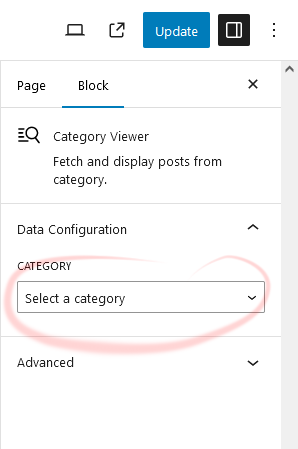 Update
Page
Block
Category Viewer
Fetch and display posts from
category.
Data Configuration
CATEGORY
Select a category
Advanced